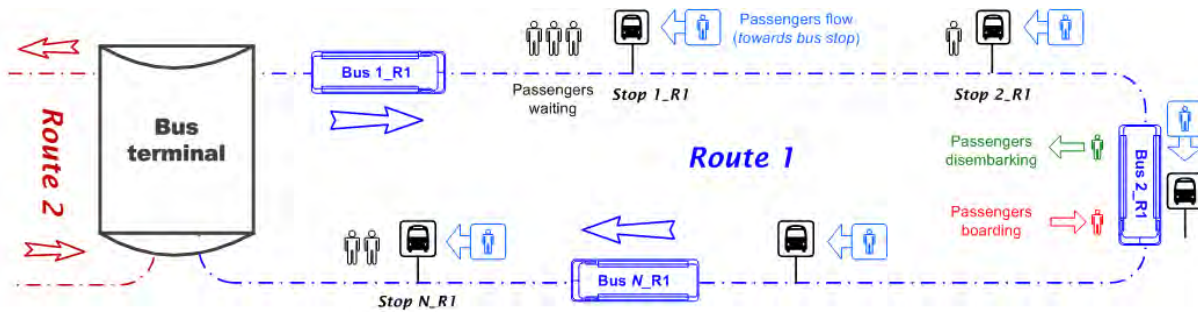 Passengers flow
(towards bus stop)
Bus 1_R1
Passengers
waiting
Stop 1_R1
Stop 2_R1
Bus
terminal
Route 2
Route 1
Passengers
disembarking
Bus 2_R1
Passengers
boarding
Bus N_R1
Stop N_R1